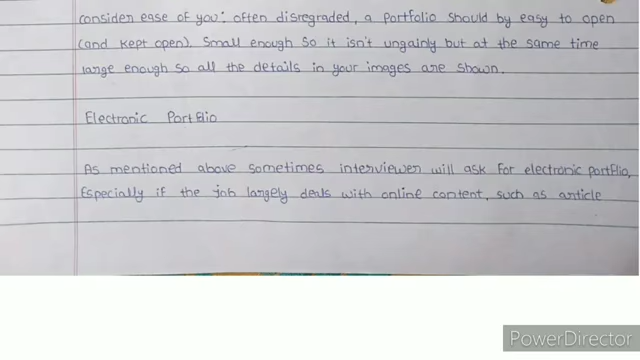 consider ease of you: often disregraded, a portfolio should by easy to open
(and kept open). Small enough so it isn't ungainly but at the same time
large enough so all the details in your images are shown.
Electronic Portflio
As mentioned above sometimes interviewer will ask for electronic portflio,
Especially if the job largely deals with online content, such as article
PowerDirector